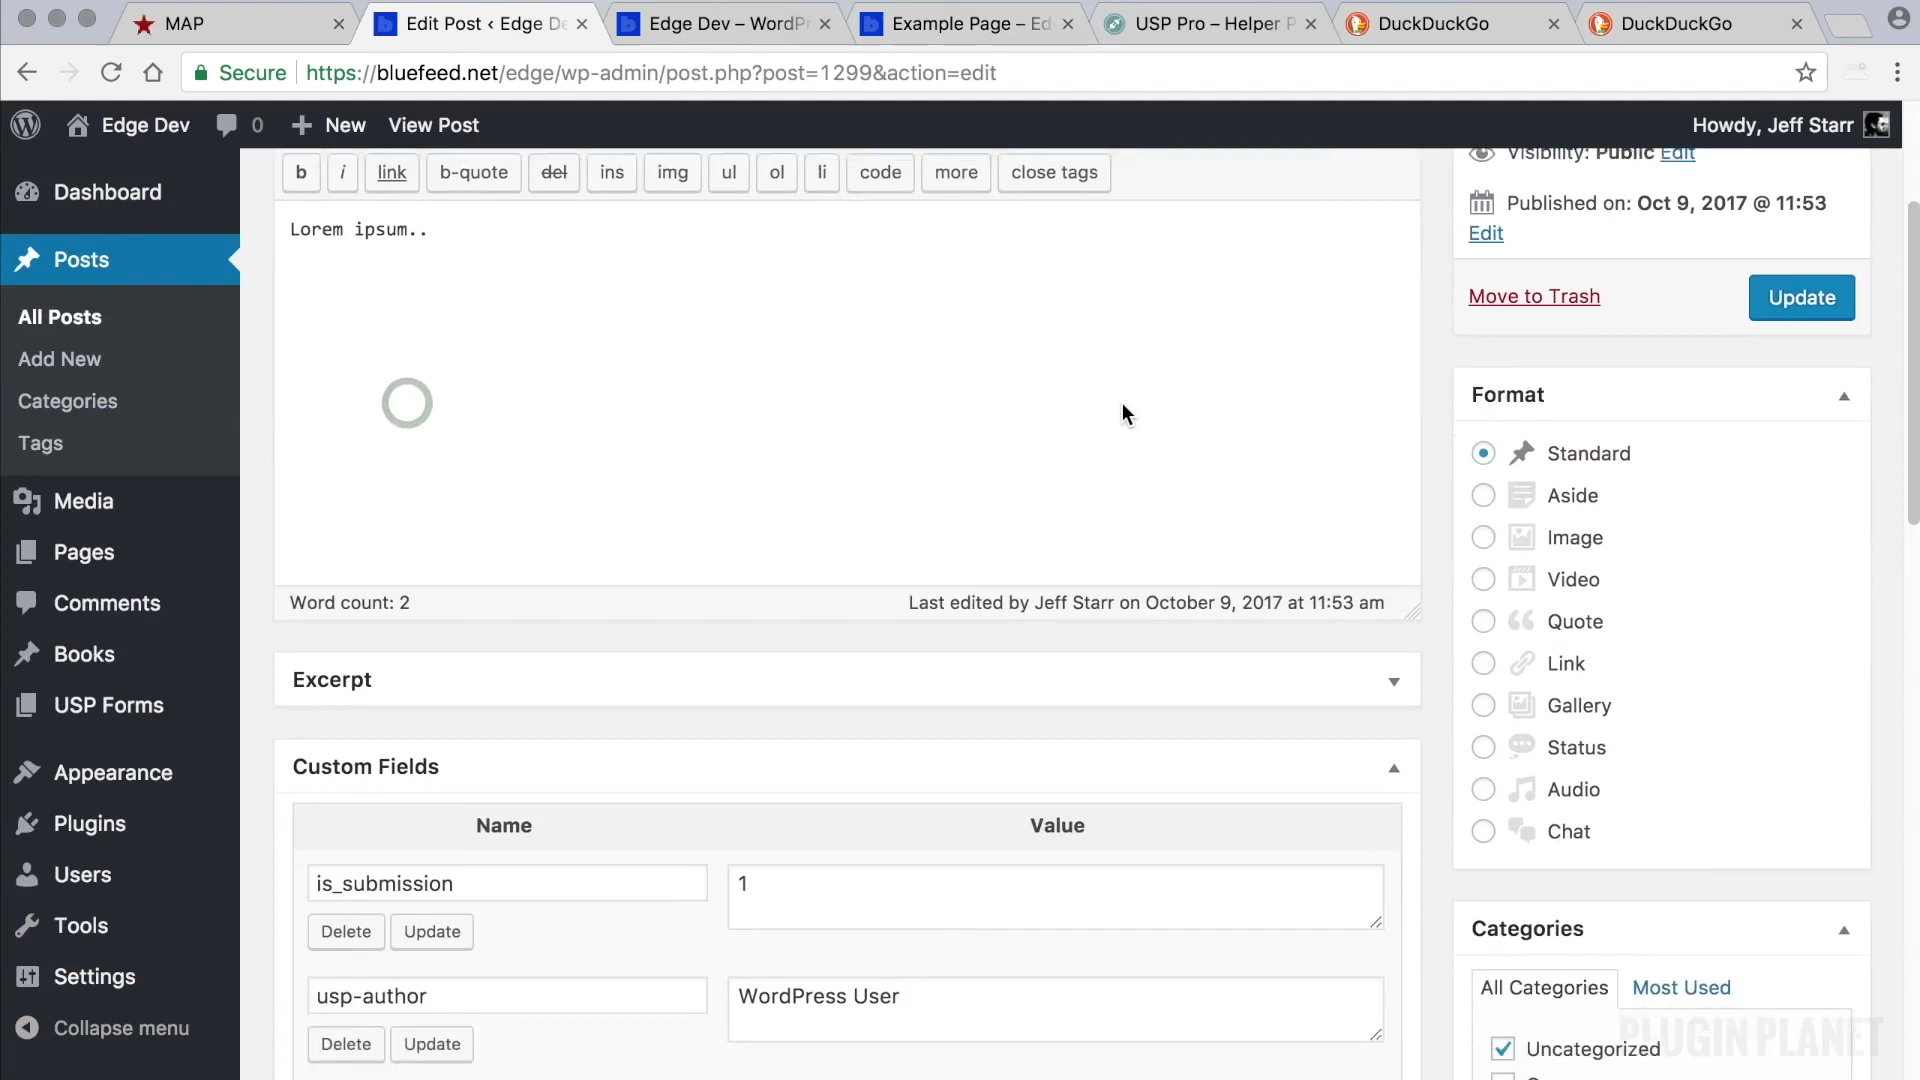 MAP
Edit Post ‹ Edge De
Edge Dev – WordPr
Example Page – Ed
USP Pro – Helper P
DuckDuckGo
DuckDuckGo
Secure
https://bluefeed.net/edge/wp-admin/post.php?post=1299&action=edit
Edge Dev
0
New
View Post
Howdy, Jeff Starr
Dashboard
Posts
All Posts
Add New
Categories
Tags
Media
Pages
Comments
Books
USP Forms
Appearance
Plugins
Users
Tools
Settings
Collapse menu
b
i
link
b-quote
del
ins
img
ul
ol
li
code
more
close tags
Lorem ipsum..
Word count: 2
Last edited by Jeff Starr on October 9, 2017 at 11:53 am
Excerpt
Custom Fields
Name
Value
is_submission
1
Delete
Update
usp-author
WordPress User
Delete
Update
Visibility: Public Edit
Published on: Oct 9, 2017 @ 11:53
Edit
Move to Trash
Update
Format
Standard
Aside
Image
Video
Quote
Link
Gallery
Status
Audio
Chat
Categories
All Categories
Most Used
Uncategorized
PLUGIN PLANET